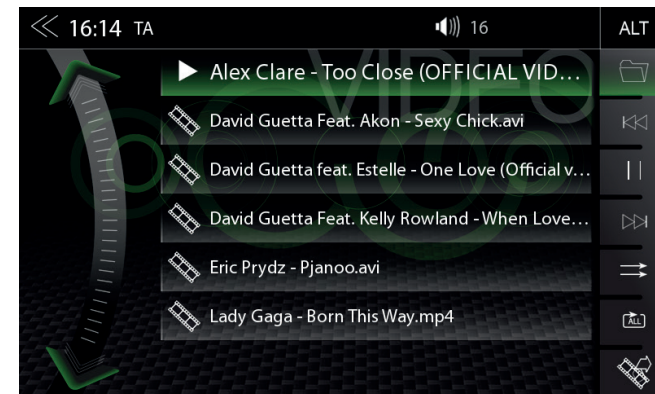 16:14 TA 16 ALT
VIDEO
Alex Clare - Too Close (OFFICIAL VID...
David Guetta Feat. Akon - Sexy Chick.avi
David Guetta feat. Estelle - One Love (Official v...
David Guetta Feat. Kelly Rowland - When Love...
Eric Prydz - Pjanoo.avi
Lady Gaga - Born This Way.mp4
ALL